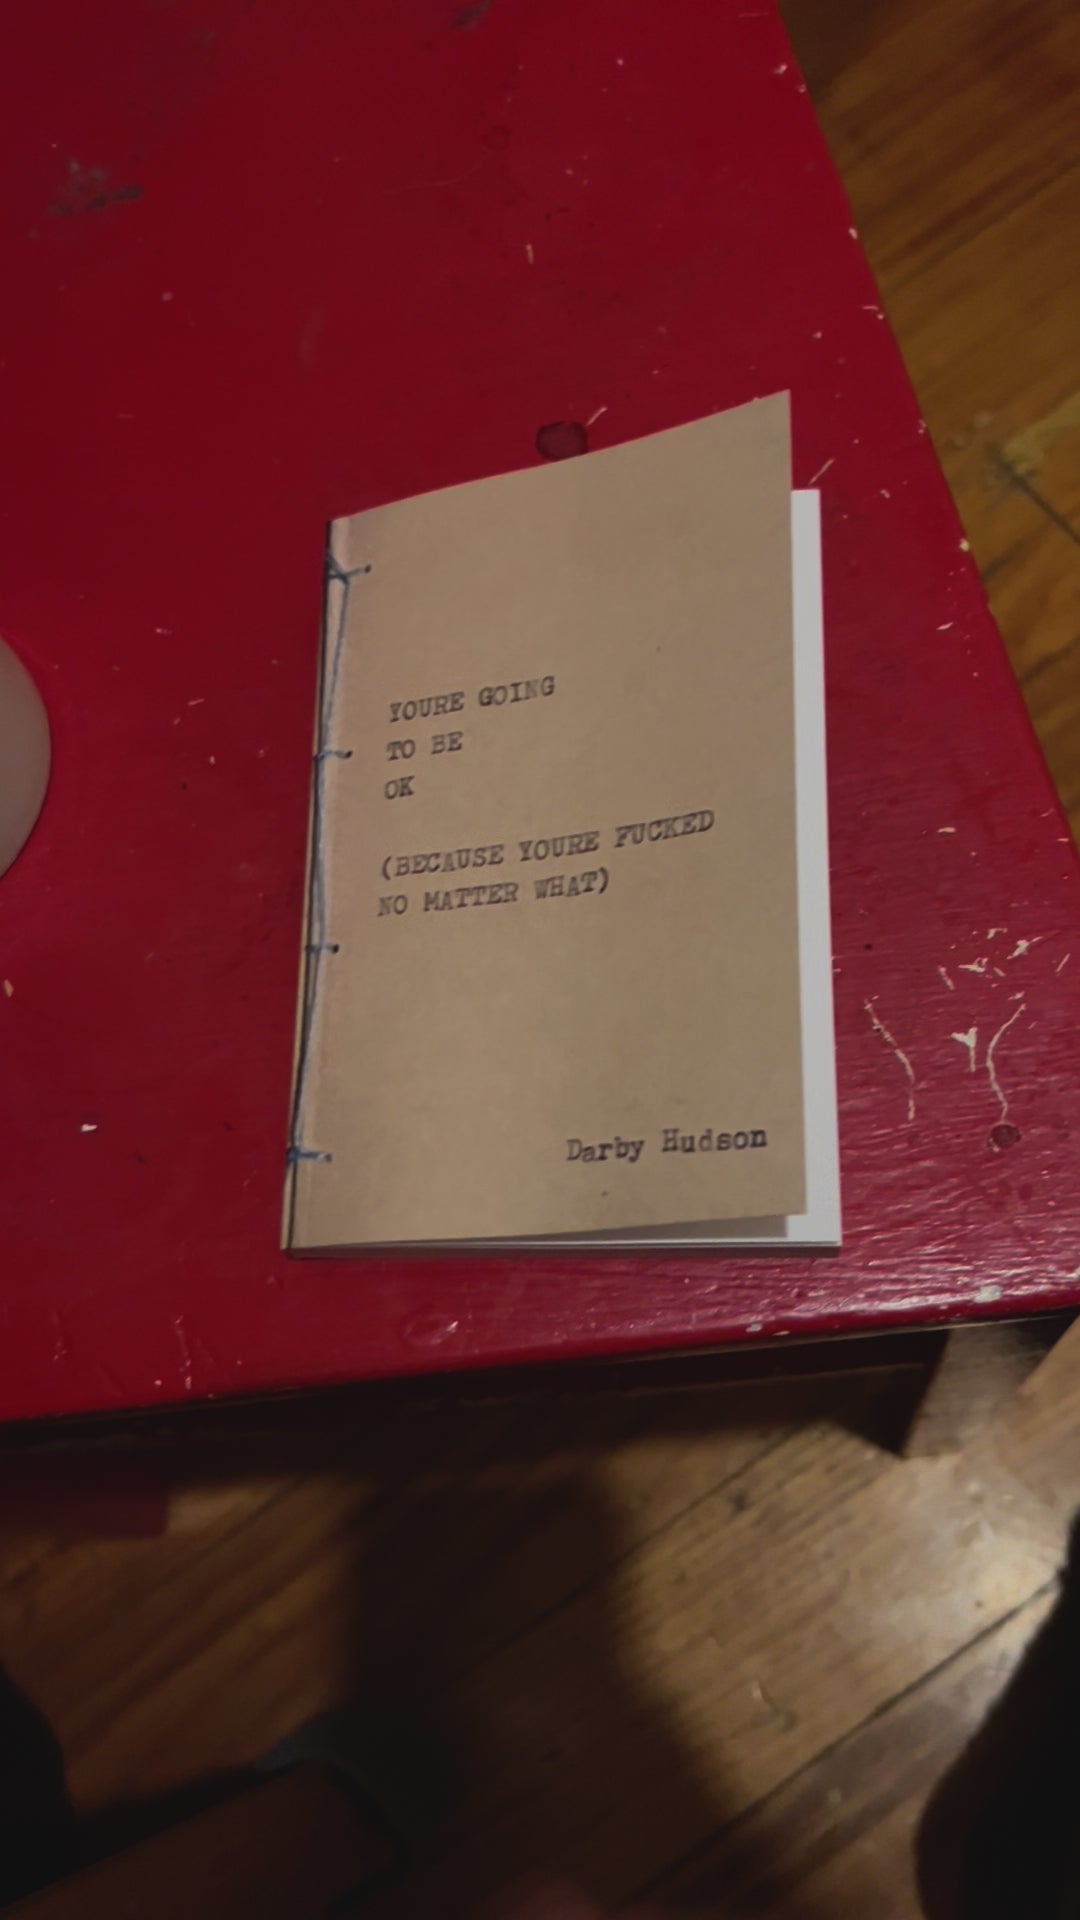 YOURE GOING
TO BE
OK
(BECAUSE YOURE FUCKED
NO MATTER WHAT)
Darby Hudson